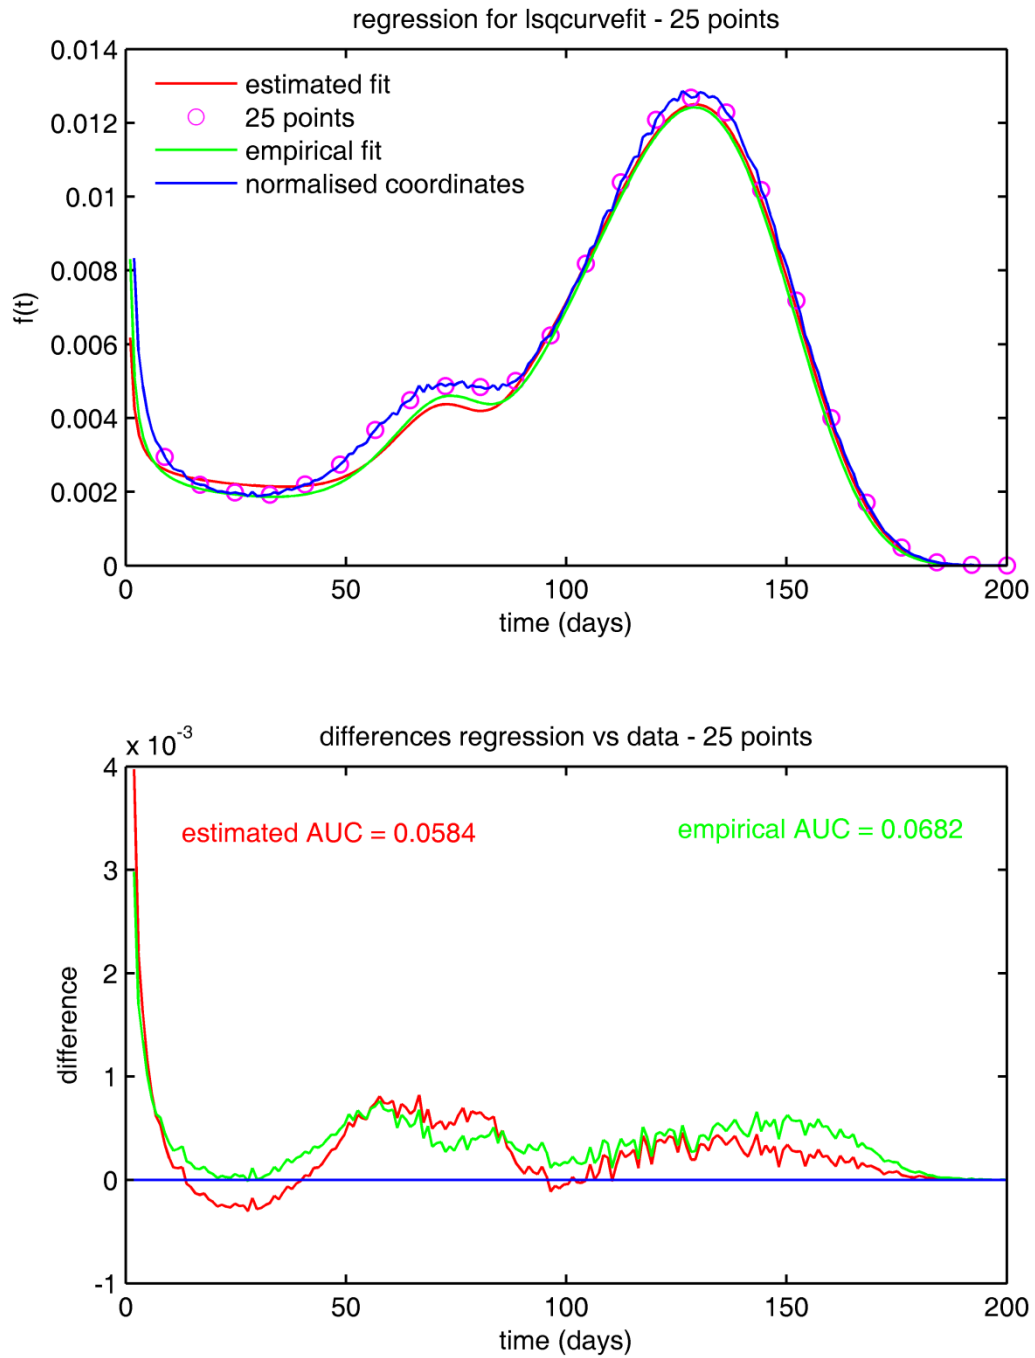 regression for lsqcurvefit - 25 points
0.014
0.012
0.01
0.008
0.006
0.004
0.002
0
f(t)
estimated fit
25 points
empirical fit
normalised coordinates
0 50 100 150 200
time (days)
differences regression vs data - 25 points
x 10-3
4
3
2
1
0
-1
difference
estimated AUC = 0.0584
empirical AUC = 0.0682
0 50 100 150 200
time (days)